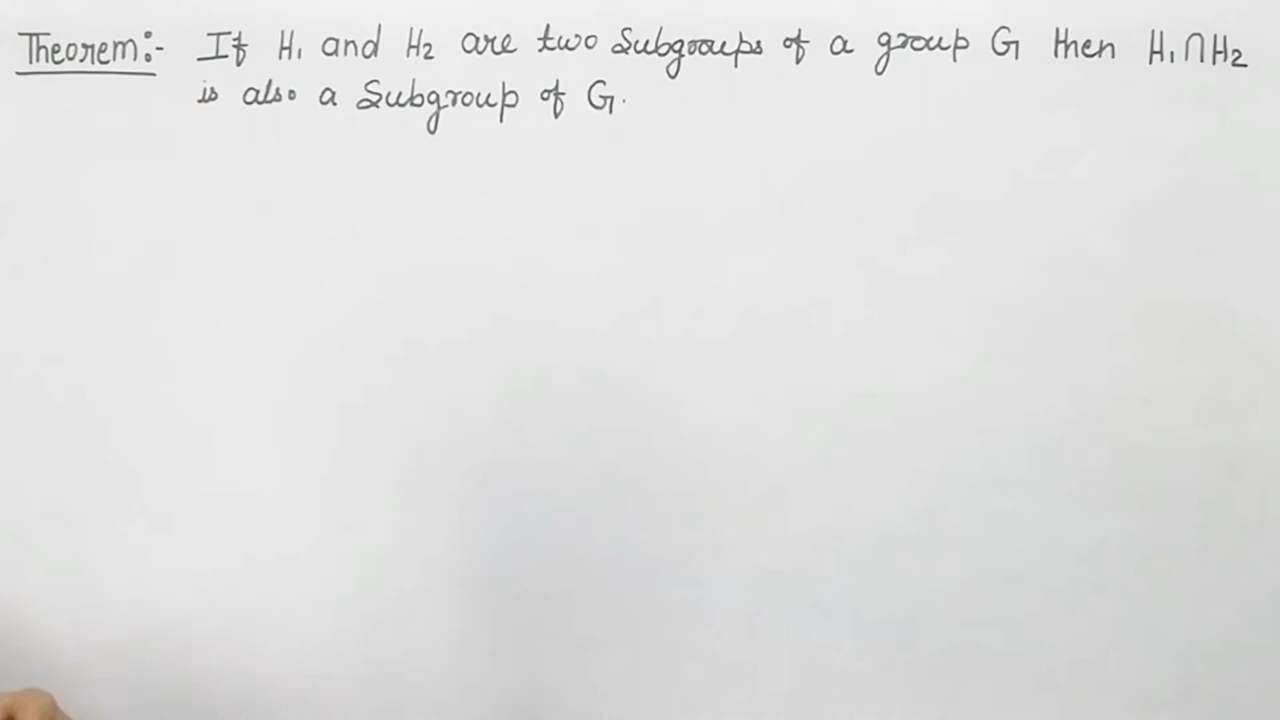 Theorem:- If H₁ and H₂ are two Subgroups of a group G then H₁∩H₂
is also a Subgroup of G.